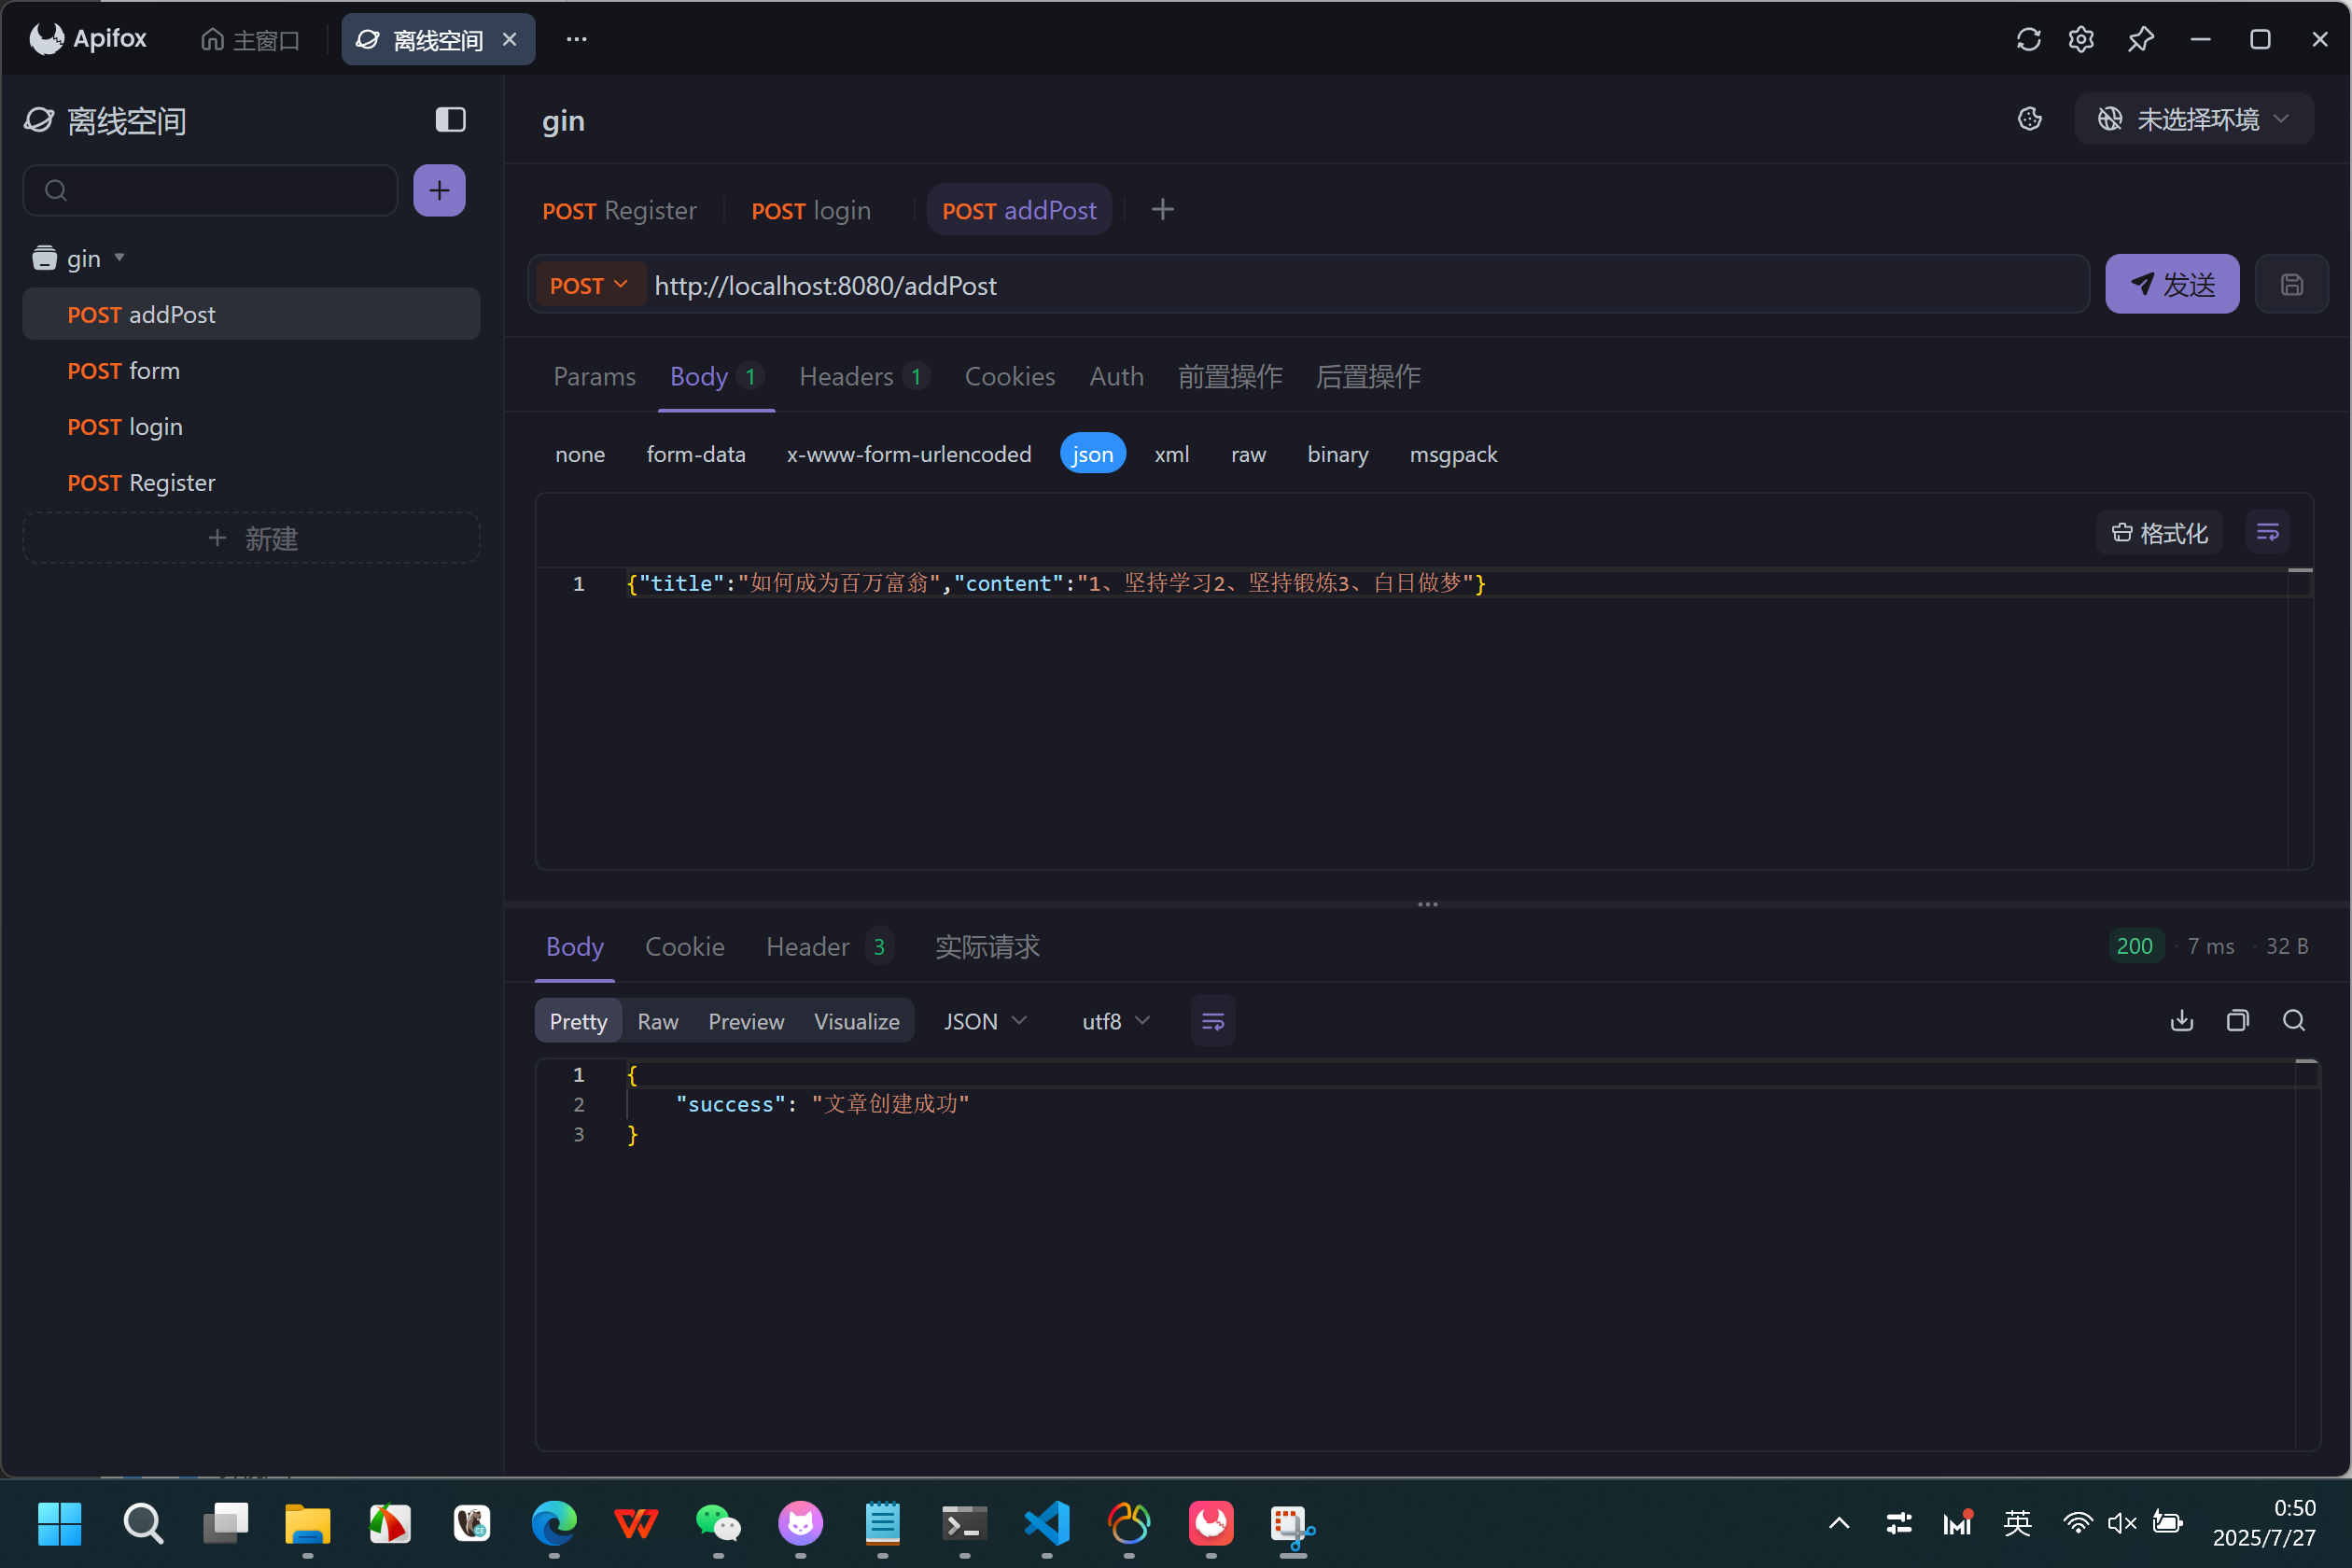 Apifox
主窗口
离线空间
离线空间
gin
POST addPost
POST form
POST login
POST Register
新建
gin
未选择环境
POST Register
POST login
POST addPost
POST http://localhost:8080/addPost
发送
Params Body 1 Headers 1 Cookies Auth 前置操作 后置操作
none form-data x-www-form-urlencoded json xml raw binary msgpack
格式化
1 {"title":"如何成为百万富翁","content":"1、坚持学习2、坚持锻炼3、白日做梦"}
Body Cookie Header 3 实际请求
200 · 7 ms · 32 B
Pretty Raw Preview Visualize JSON utf8
1 {
2 "success": "文章创建成功"
3 }
英
0:50
2025/7/27